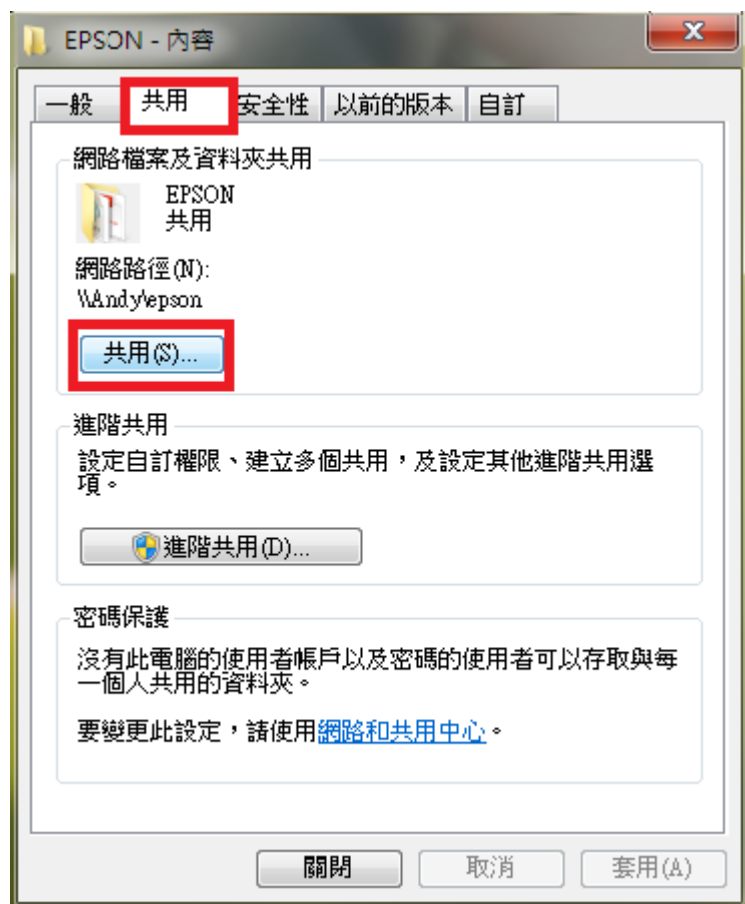 EPSON - 內容
一般 共用 安全性 以前的版本 自訂
網路檔案及資料夾共用
EPSON
共用
網路路徑(N):
\\Andy\epson
共用(S)...
進階共用
設定自訂權限、建立多個共用，及設定其他進階共用選
項。
進階共用(D)...
密碼保護
沒有此電腦的使用者帳戶以及密碼的使用者可以存取與每
一個人共用的資料夾。
要變更此設定，請使用網路和共用中心。
關閉 取消 套用(A)